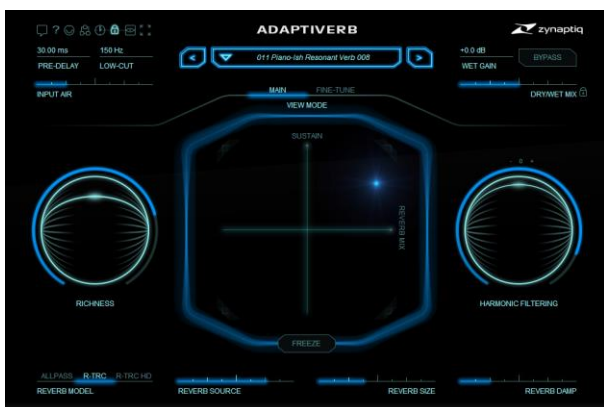 ?
ADAPTIVERB
zynaptiq
30.00 ms
150 Hz
PRE-DELAY
LOW-CUT
INPUT AIR
011 Piano-Ish Resonant Verb 008
+0.0 dB
BYPASS
WET GAIN
DRY/WET MIX
MAIN
FINE-TUNE
VIEW MODE
SUSTAIN
REVERB MIX
- 0 +
RICHNESS
HARMONIC FILTERING
FREEZE
ALLPASS R-TRC R-TRC HD
REVERB MODEL
REVERB SOURCE
REVERB SIZE
REVERB DAMP